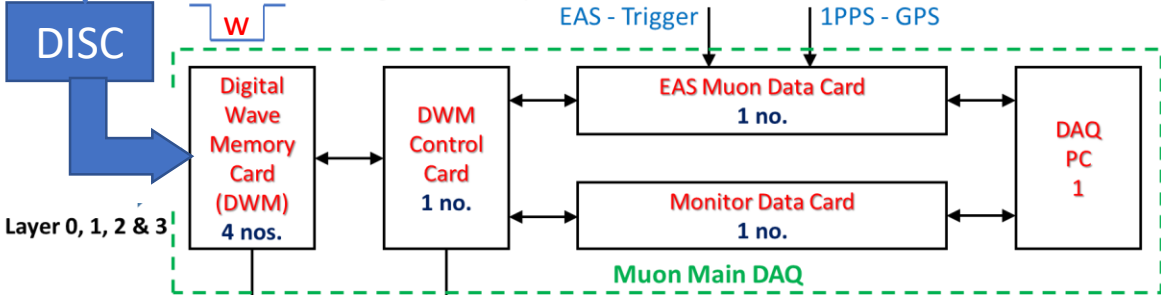 DISC
W
EAS - Trigger
1PPS - GPS
Digital
Wave
Memory
Card
(DWM)
4 nos.
DWM
Control
Card
1 no.
EAS Muon Data Card
1 no.
Monitor Data Card
1 no.
DAQ
PC
1
Layer 0, 1, 2 & 3
Muon Main DAQ